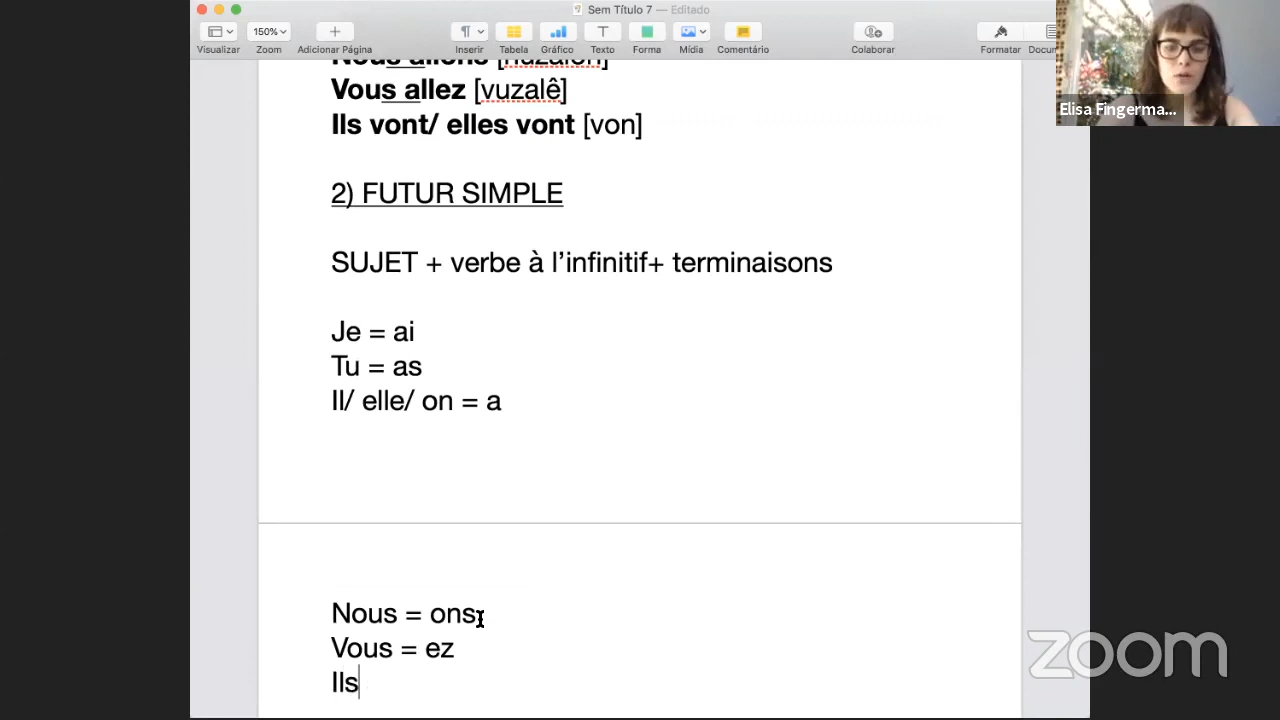 Sem Título 7 — Editado
150%
Visualizar Zoom Adicionar Página Inserir Tabela Gráfico Texto Forma Mídia Comentário Colaborar Formatar
Nous allons
Vous allez [vuzalê]
Ils vont/ elles vont [von]
2) FUTUR SIMPLE
SUJET + verbe à l’infinitif+ terminaisons
Je = ai
Tu = as
Il/ elle/ on = a
Nous = ons
Vous = ez
Ils
Elisa Fingerma...
zoom